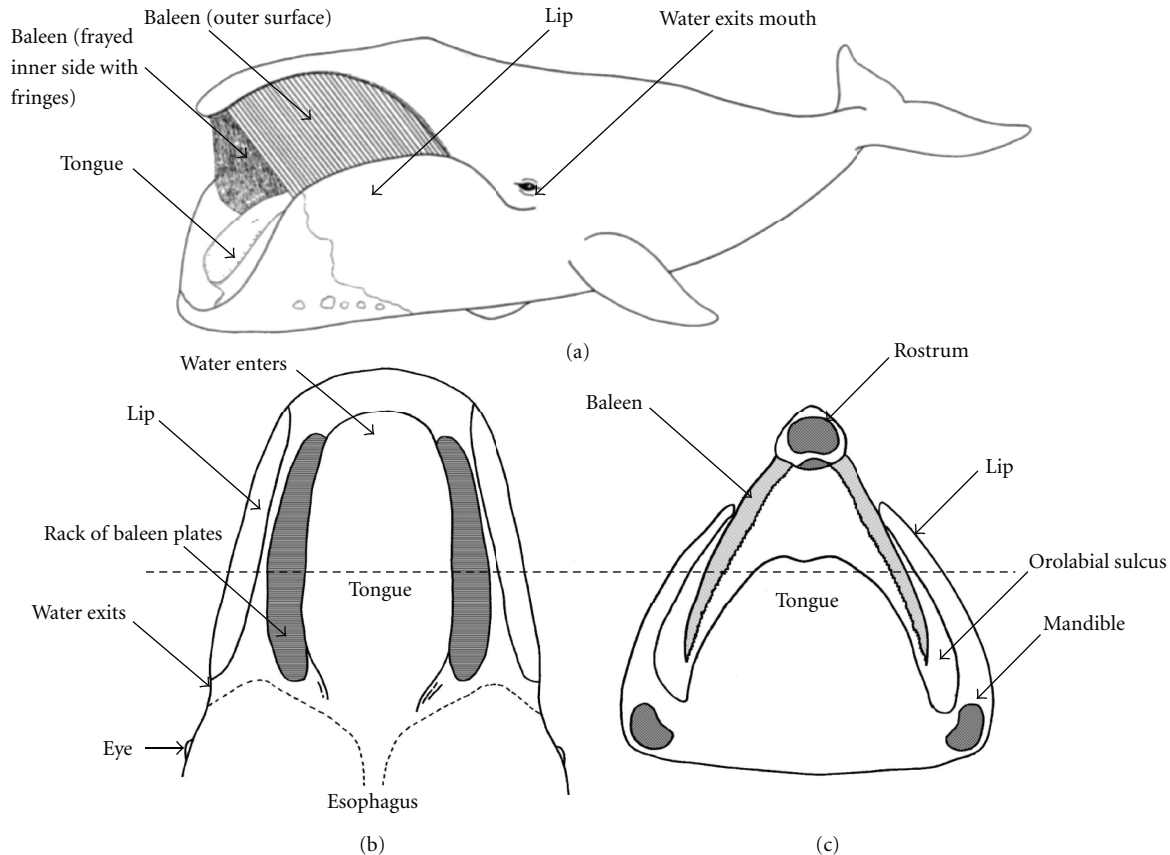 Baleen (outer surface)
Lip
Water exits mouth
Baleen (frayed
inner side with
fringes)
Tongue
(a)
Water enters
Rostrum
Baleen
Lip
Lip
Rack of baleen plates
Orolabial sulcus
Tongue
Tongue
Water exits
Mandible
Eye
Esophagus
(b)
(c)